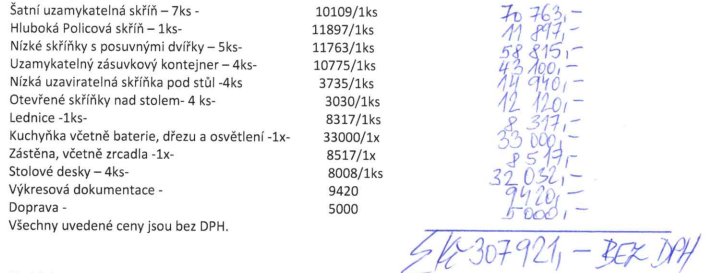 Šatní uzamykatelná skříň – 7ks - 10109/1ks 70 763,-
Hluboká Policová skříň – 1ks- 11897/1ks 11 897,-
Nízké skříňky s posuvnými dvířky – 5ks- 11763/1ks 58 815,-
Uzamykatelný zásuvkový kontejner – 4ks- 10775/1ks 43 100,-
Nízká uzaviratelná skříňka pod stůl -4ks 3735/1ks 14 940,-
Otevřené skříňky nad stolem- 4 ks- 3030/1ks 12 120,-
Lednice -1ks- 8317/1ks 8 317,-
Kuchyňka včetně baterie, dřezu a osvětlení -1x- 33000/1x 33 000,-
Zástěna, včetně zrcadla -1x- 8517/1x 8 517,-
Stolové desky – 4ks- 8008/1ks 32 032,-
Výkresová dokumentace - 9420 9420,-
Doprava - 5000 5000,-
Všechny uvedené ceny jsou bez DPH.
307921,- BEZ DPH